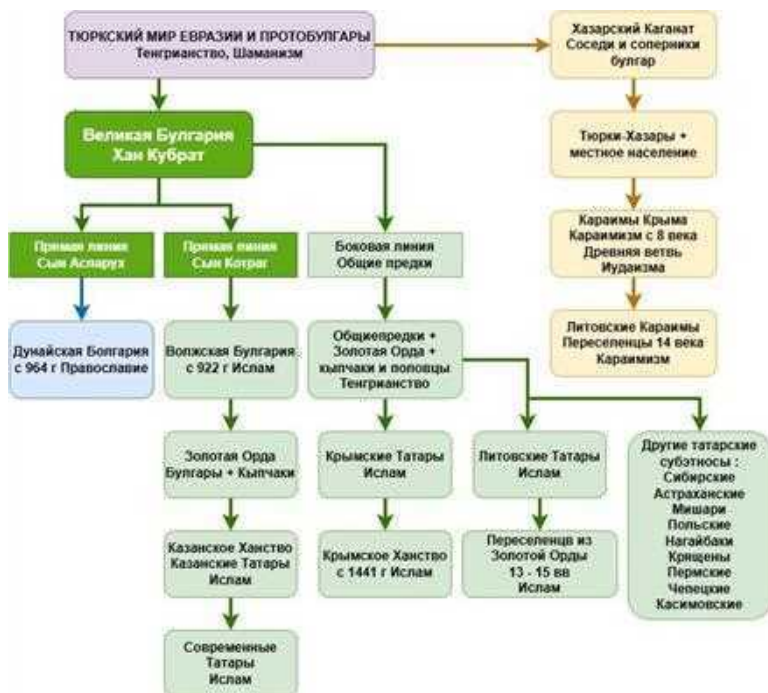 ТЮРКСКИЙ МИР ЕВРАЗИИ И ПРОТОБУЛГАРЫ
Тенгрианство, Шаманизм
Хазарский Каганат
Соседи и соперники
булгар
Великая Булгария
Хан Кубрат
Тюрки-Хазары +
местное население
Прямая линия
Сын Аспарух
Прямая линия
Сын Котраг
Боковая линия
Общие предки
Караимы Крыма
Караимизм с 8 века
Древняя ветвь
Иудаизма
Дунайская Болгария
с 964 г Православие
Волжская Булгария
с 922 г Ислам
Общиепредки +
Золотая Орда +
кыпчаки и половцы
Тенгрианство
Литовские Караимы
Переселенцы 14 века
Караимизм
Золотая Орда
Булгары + Кыпчаки
Крымские Татары
Ислам
Литовские Татары
Ислам
Другие татарские
субэтносы :
Сибирские
Астраханские
Мишари
Польские
Нагайбаки
Крящены
Пермские
Чепецкие
Касимовские
Казанское Ханство
Казанские Татары
Ислам
Крымское Ханство
с 1441 г Ислам
Переселенцв из
Золотой Орды
13 - 15 вв
Ислам
Современные
Татары
Ислам